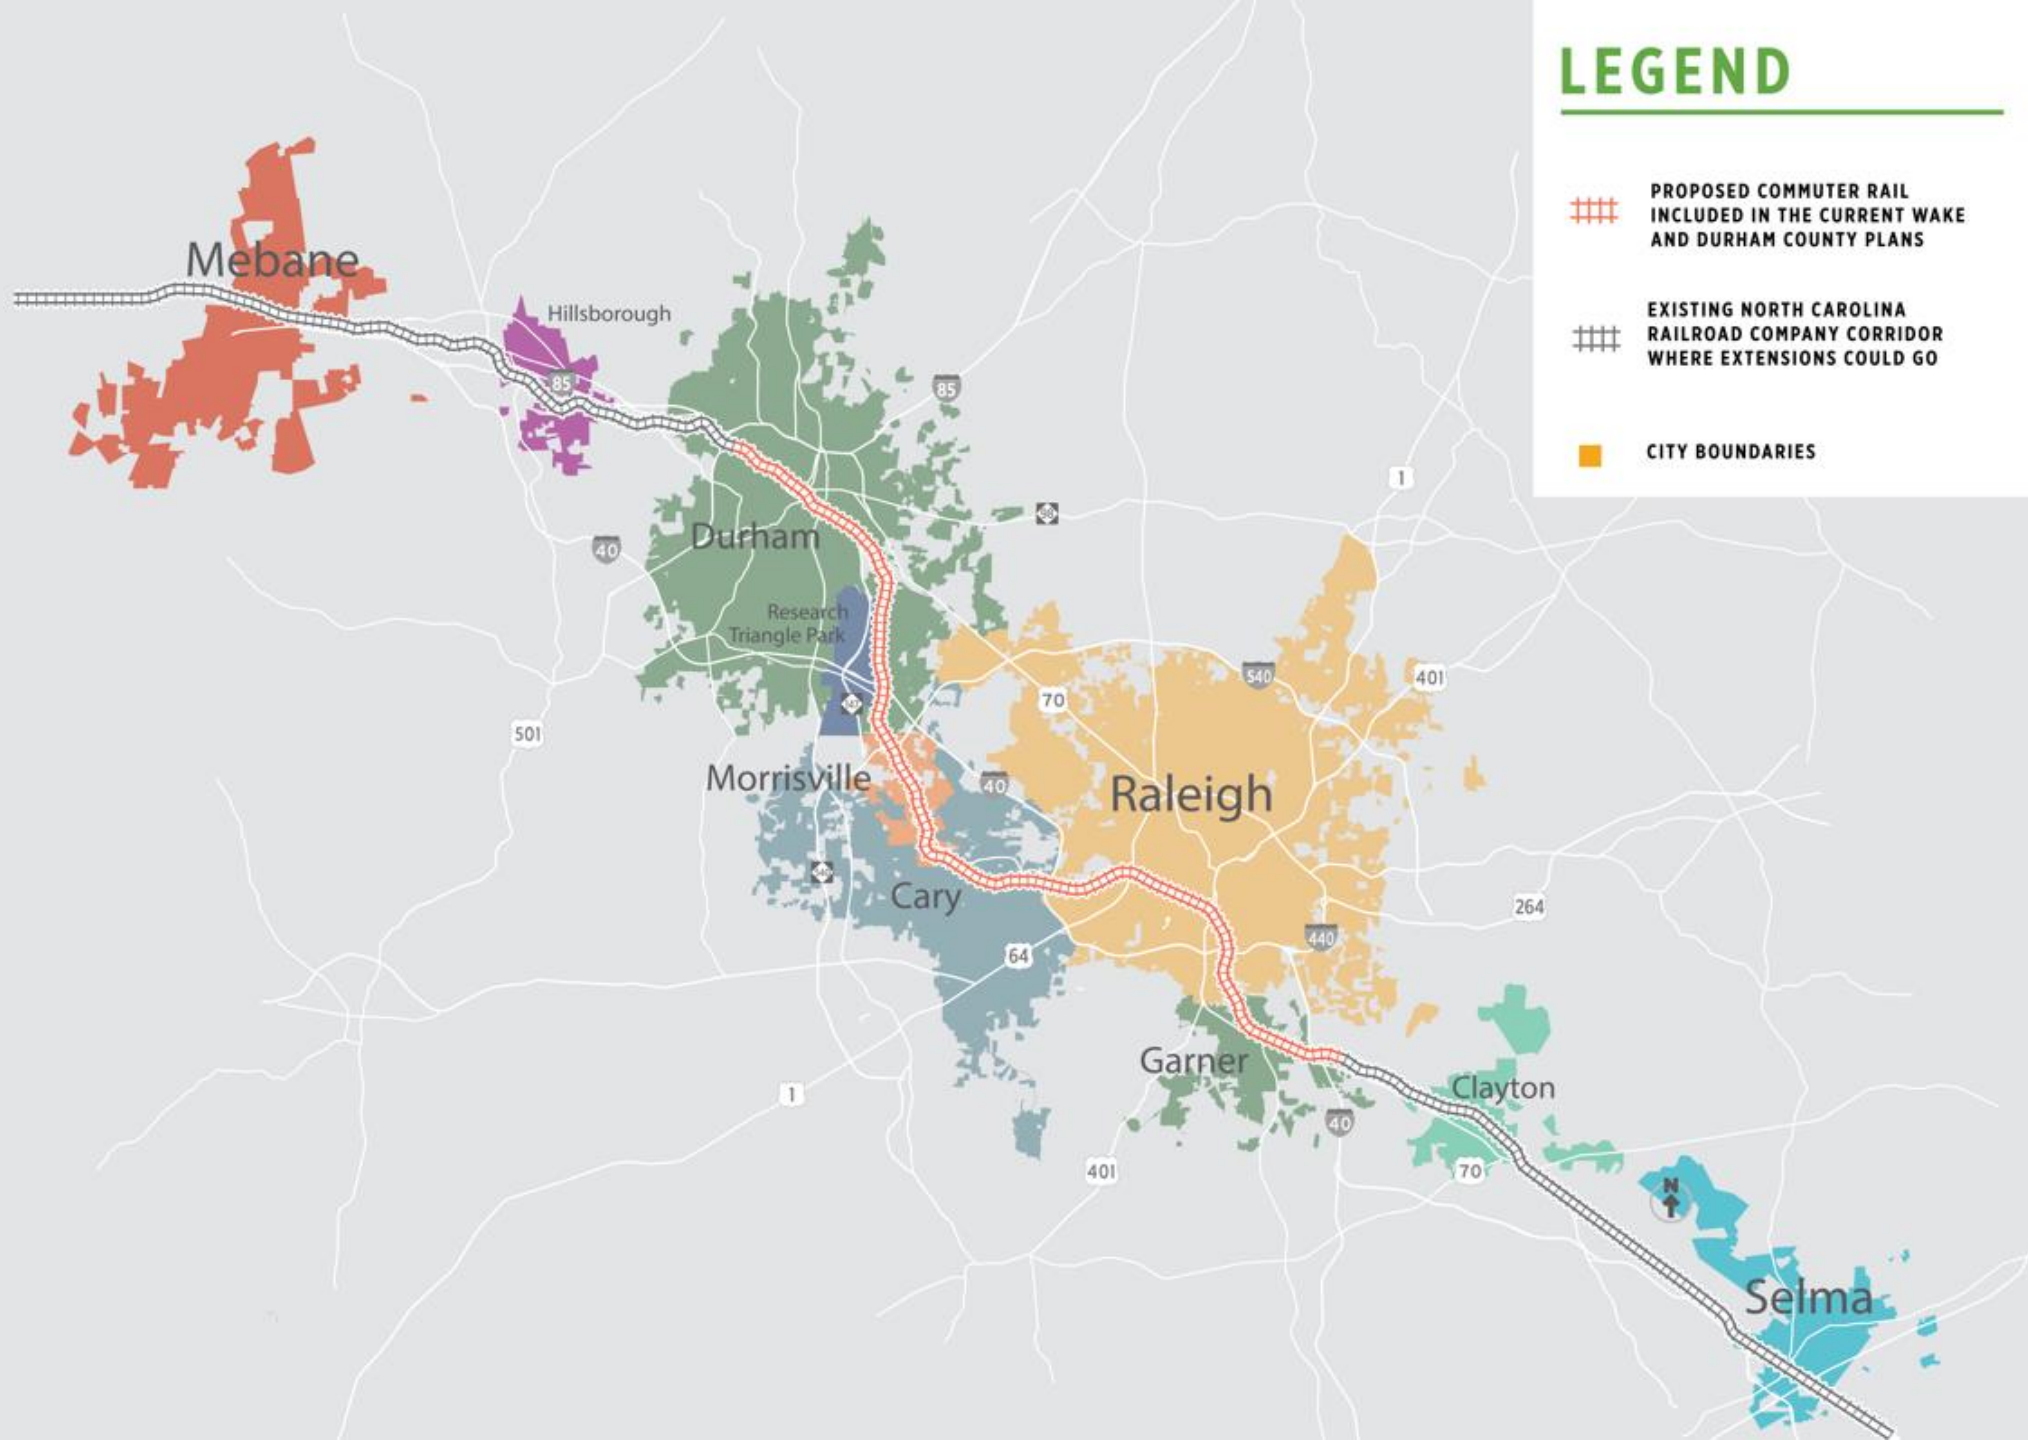 LEGEND
PROPOSED COMMUTER RAIL
INCLUDED IN THE CURRENT WAKE
AND DURHAM COUNTY PLANS
EXISTING NORTH CAROLINA
RAILROAD COMPANY CORRIDOR
WHERE EXTENSIONS COULD GO
CITY BOUNDARIES
Mebane
Hillsborough
85
85
1
98
Durham
40
Research
Triangle Park
540
401
70
147
501
Morrisville
40
Raleigh
Cary
264
440
64
Garner
Clayton
1
40
401
70
N
Selma